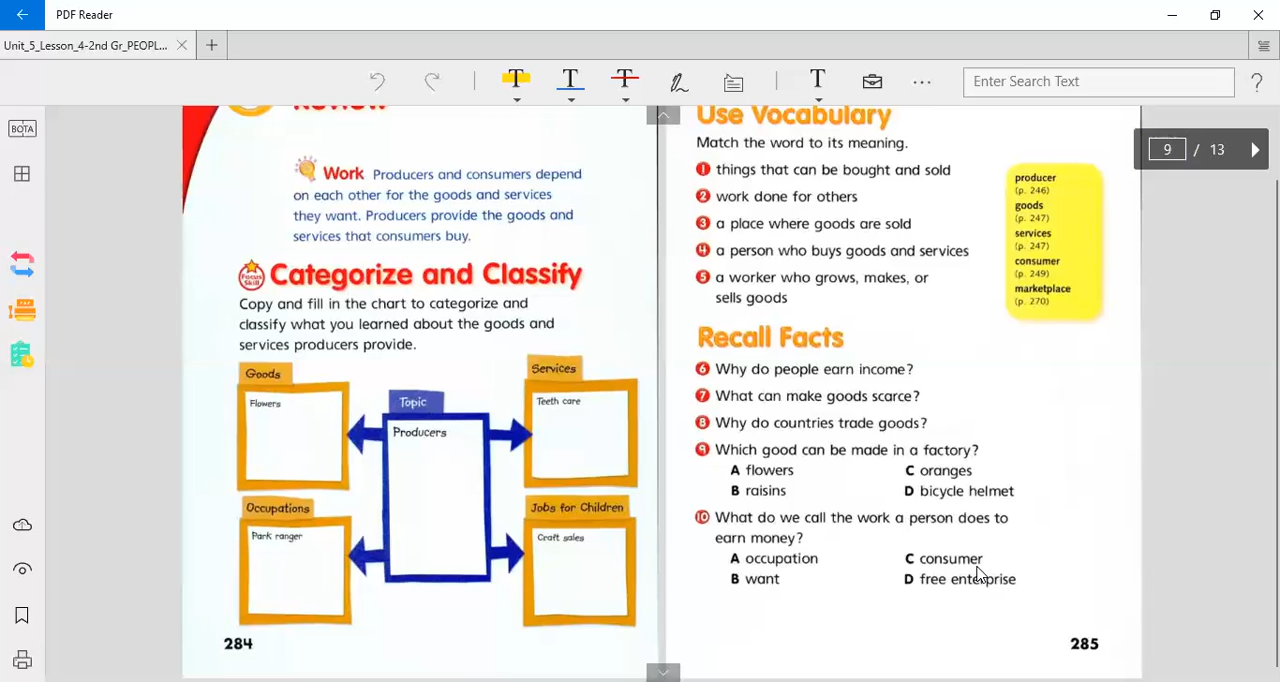 PDF Reader
Unit_5_Lesson_4-2nd Gr_PEOPL...
Enter Search Text
BOTA
9 / 13
Work Producers and consumers depend
on each other for the goods and services
they want. Producers provide the goods and
services that consumers buy.
Focus Skill
Categorize and Classify
Copy and fill in the chart to categorize and
classify what you learned about the goods and
services producers provide.
Goods
Flowers
Topic
Producers
Services
Teeth care
Occupations
Park ranger
Jobs for Children
Craft sales
284
Use Vocabulary
Match the word to its meaning.
1 things that can be bought and sold
2 work done for others
3 a place where goods are sold
4 a person who buys goods and services
5 a worker who grows, makes, or
sells goods
producer
(p. 246)
goods
(p. 247)
services
(p. 247)
consumer
(p. 249)
marketplace
(p. 270)
Recall Facts
6 Why do people earn income?
7 What can make goods scarce?
8 Why do countries trade goods?
9 Which good can be made in a factory?
A flowers
C oranges
B raisins
D bicycle helmet
10 What do we call the work a person does to
earn money?
A occupation
C consumer
B want
D free enterprise
285